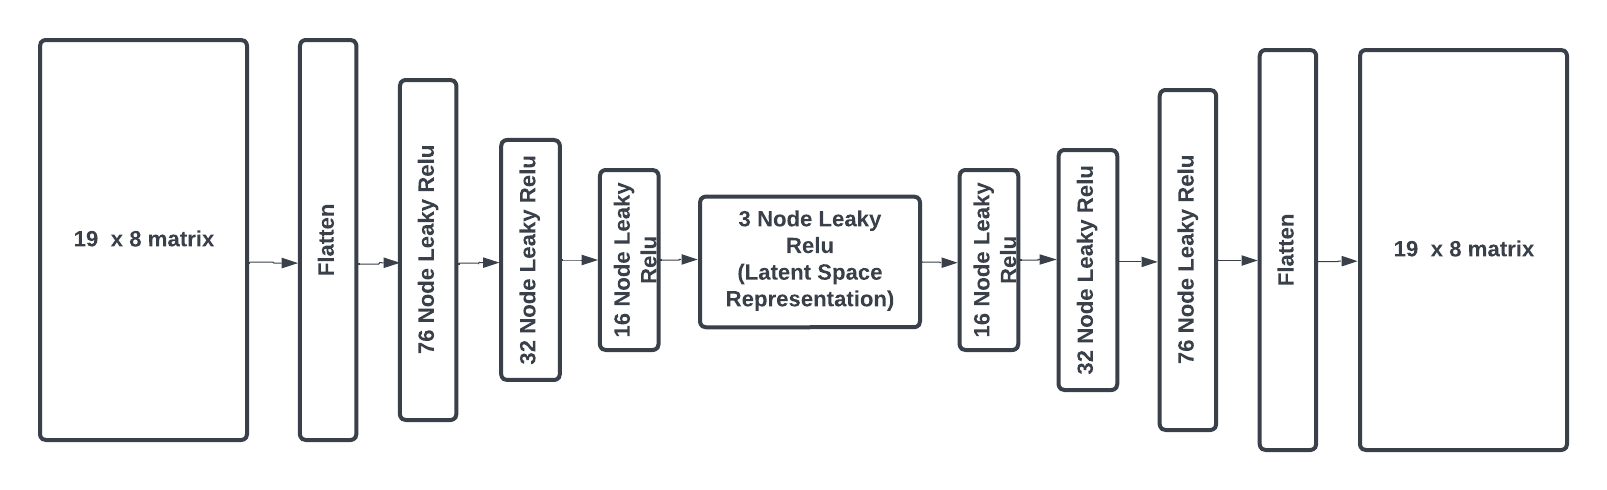 19 x 8 matrix
Flatten
76 Node Leaky Relu
32 Node Leaky Relu
16 Node Leaky
Relu
3 Node Leaky
Relu
(Latent Space
Representation)
16 Node Leaky
Relu
32 Node Leaky Relu
76 Node Leaky Relu
Flatten
19 x 8 matrix